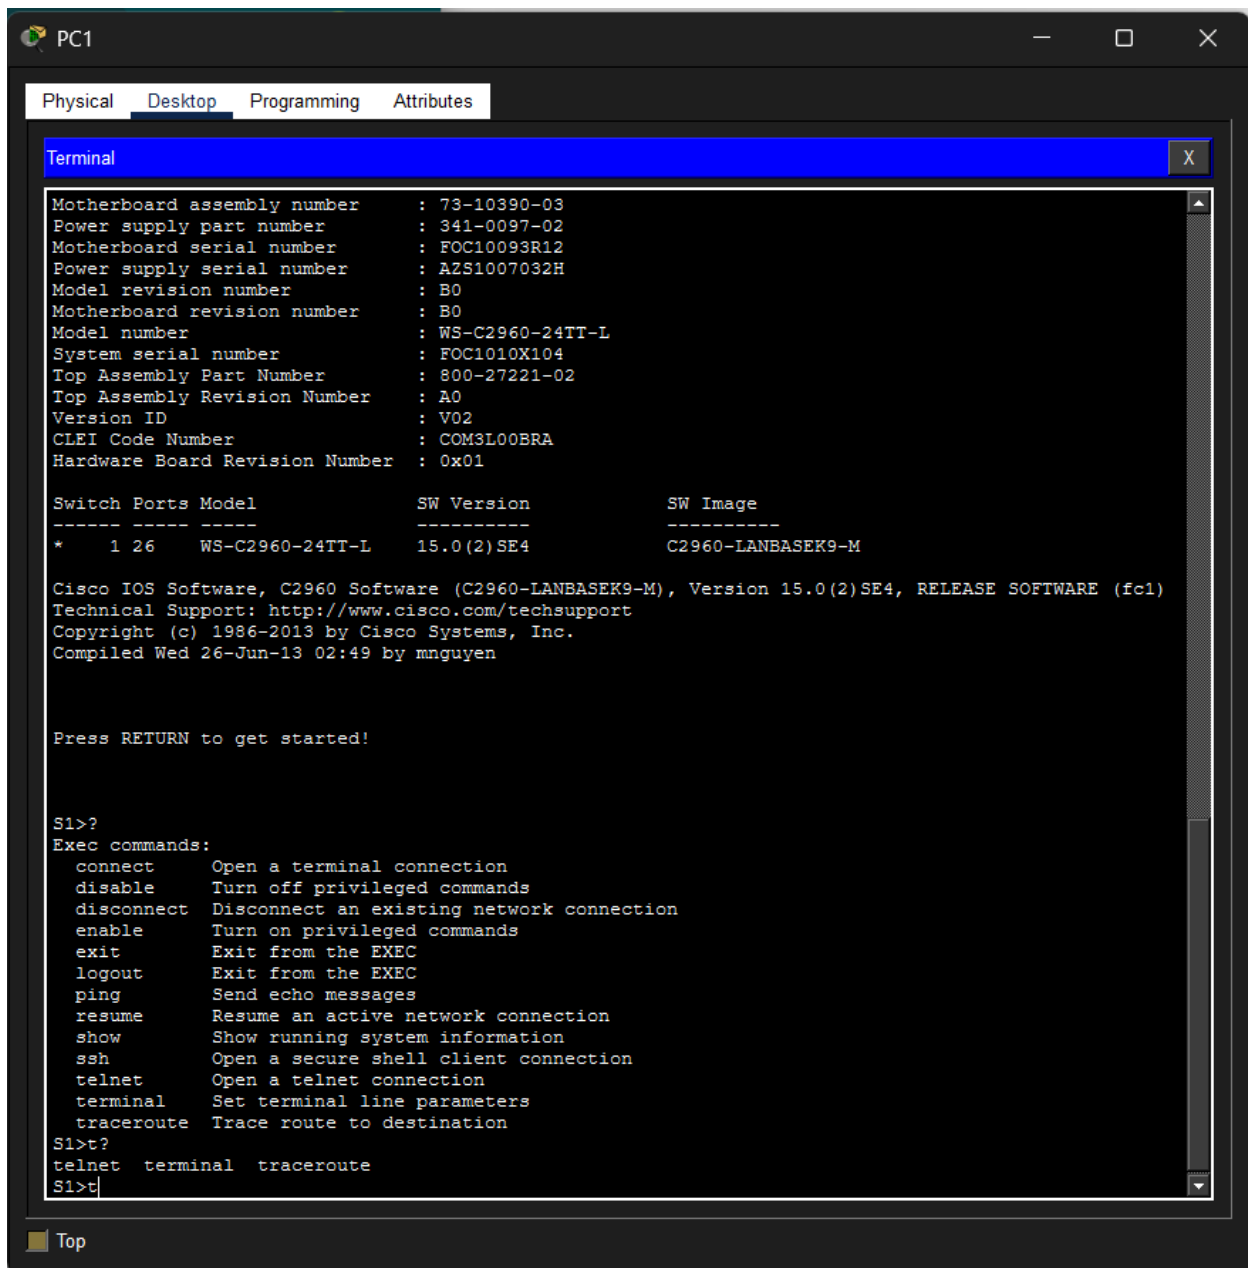 PC1
Physical Desktop Programming Attributes
Terminal
X
Motherboard assembly number : 73-10390-03
Power supply part number : 341-0097-02
Motherboard serial number : FOC10093R12
Power supply serial number : AZS1007032H
Model revision number : B0
Motherboard revision number : B0
Model number : WS-C2960-24TT-L
System serial number : FOC1010X104
Top Assembly Part Number : 800-27221-02
Top Assembly Revision Number : A0
Version ID : V02
CLEI Code Number : COM3L00BRA
Hardware Board Revision Number : 0x01
Switch Ports Model SW Version SW Image
------ ----- ----- ---------- ----------
* 1 26 WS-C2960-24TT-L 15.0(2)SE4 C2960-LANBASEK9-M
Cisco IOS Software, C2960 Software (C2960-LANBASEK9-M), Version 15.0(2)SE4, RELEASE SOFTWARE (fc1)
Technical Support: http://www.cisco.com/techsupport
Copyright (c) 1986-2013 by Cisco Systems, Inc.
Compiled Wed 26-Jun-13 02:49 by mnguyen
Press RETURN to get started!
S1>?
Exec commands:
connect Open a terminal connection
disable Turn off privileged commands
disconnect Disconnect an existing network connection
enable Turn on privileged commands
exit Exit from the EXEC
logout Exit from the EXEC
ping Send echo messages
resume Resume an active network connection
show Show running system information
ssh Open a secure shell client connection
telnet Open a telnet connection
terminal Set terminal line parameters
traceroute Trace route to destination
S1>t?
telnet terminal traceroute
S1>t
Top